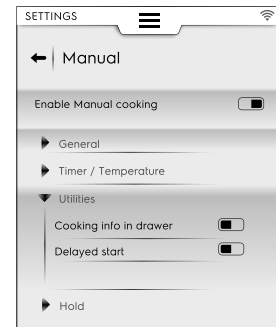 SETTINGS
Manual
Enable Manual cooking
General
Timer / Temperature
Utilities
Cooking info in drawer
Delayed start
Hold